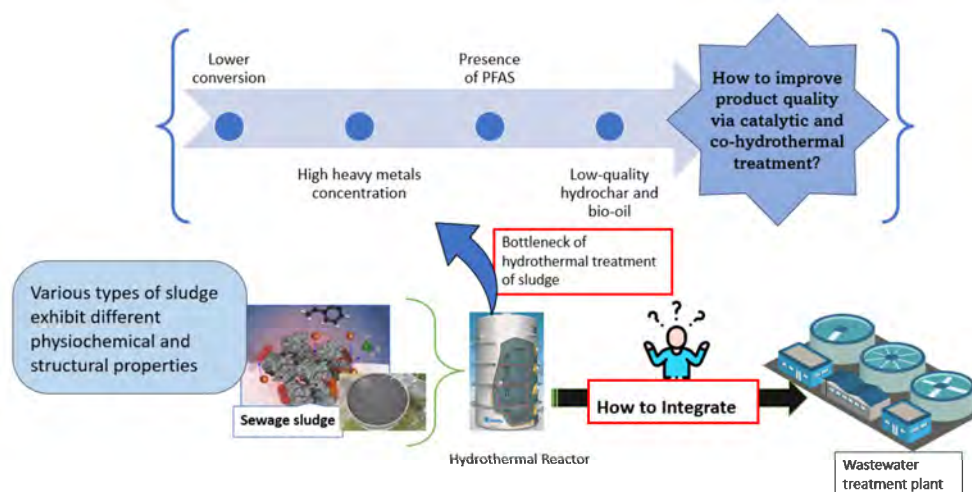 Lower
conversion
Presence
of PFAS
High heavy metals
concentration
Low-quality
hydrochar and
bio-oil
How to improve
product quality
via catalytic and
co-hydrothermal
treatment?
Bottleneck of
hydrothermal treatment
of sludge
Various types of sludge
exhibit different
physiochemical and
structural properties
Sewage sludge
Hydrothermal Reactor
How to Integrate
? ? ?
Wastewater
treatment plant